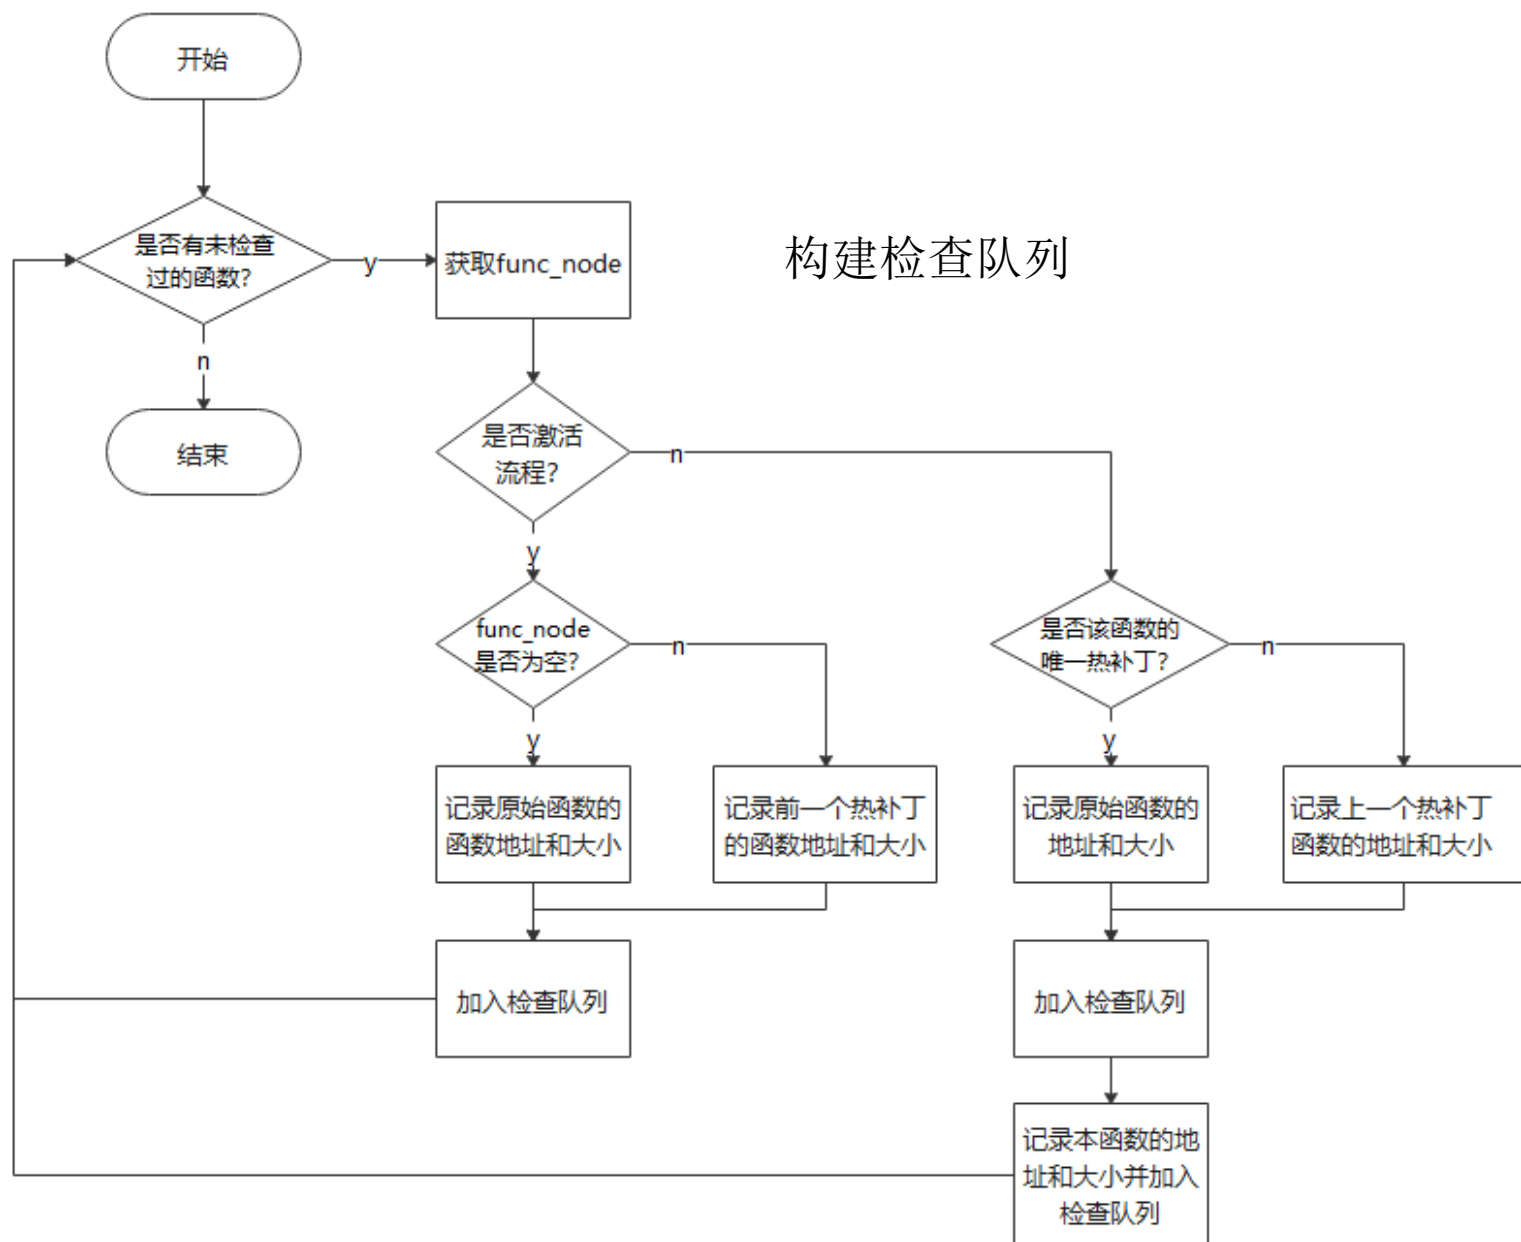 开始
是否有未检查
过的函数?
y
获取func_node
构建检查队列
n
结束
是否激活
流程?
n
y
func_node
是否为空?
n
是否该函数的
唯一热补丁?
n
y
y
记录原始函数的
函数地址和大小
记录前一个热补丁
的函数地址和大小
记录原始函数的
地址和大小
记录上一个热补丁
函数的地址和大小
加入检查队列
加入检查队列
记录本函数的地
址和大小并加入
检查队列